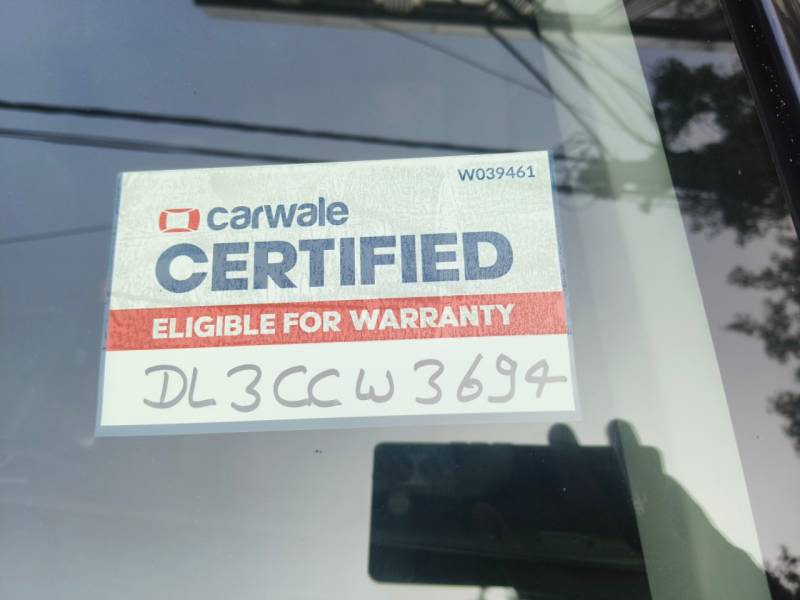 W039461
carwale
CERTIFIED
ELIGIBLE FOR WARRANTY
DL3CCW3694